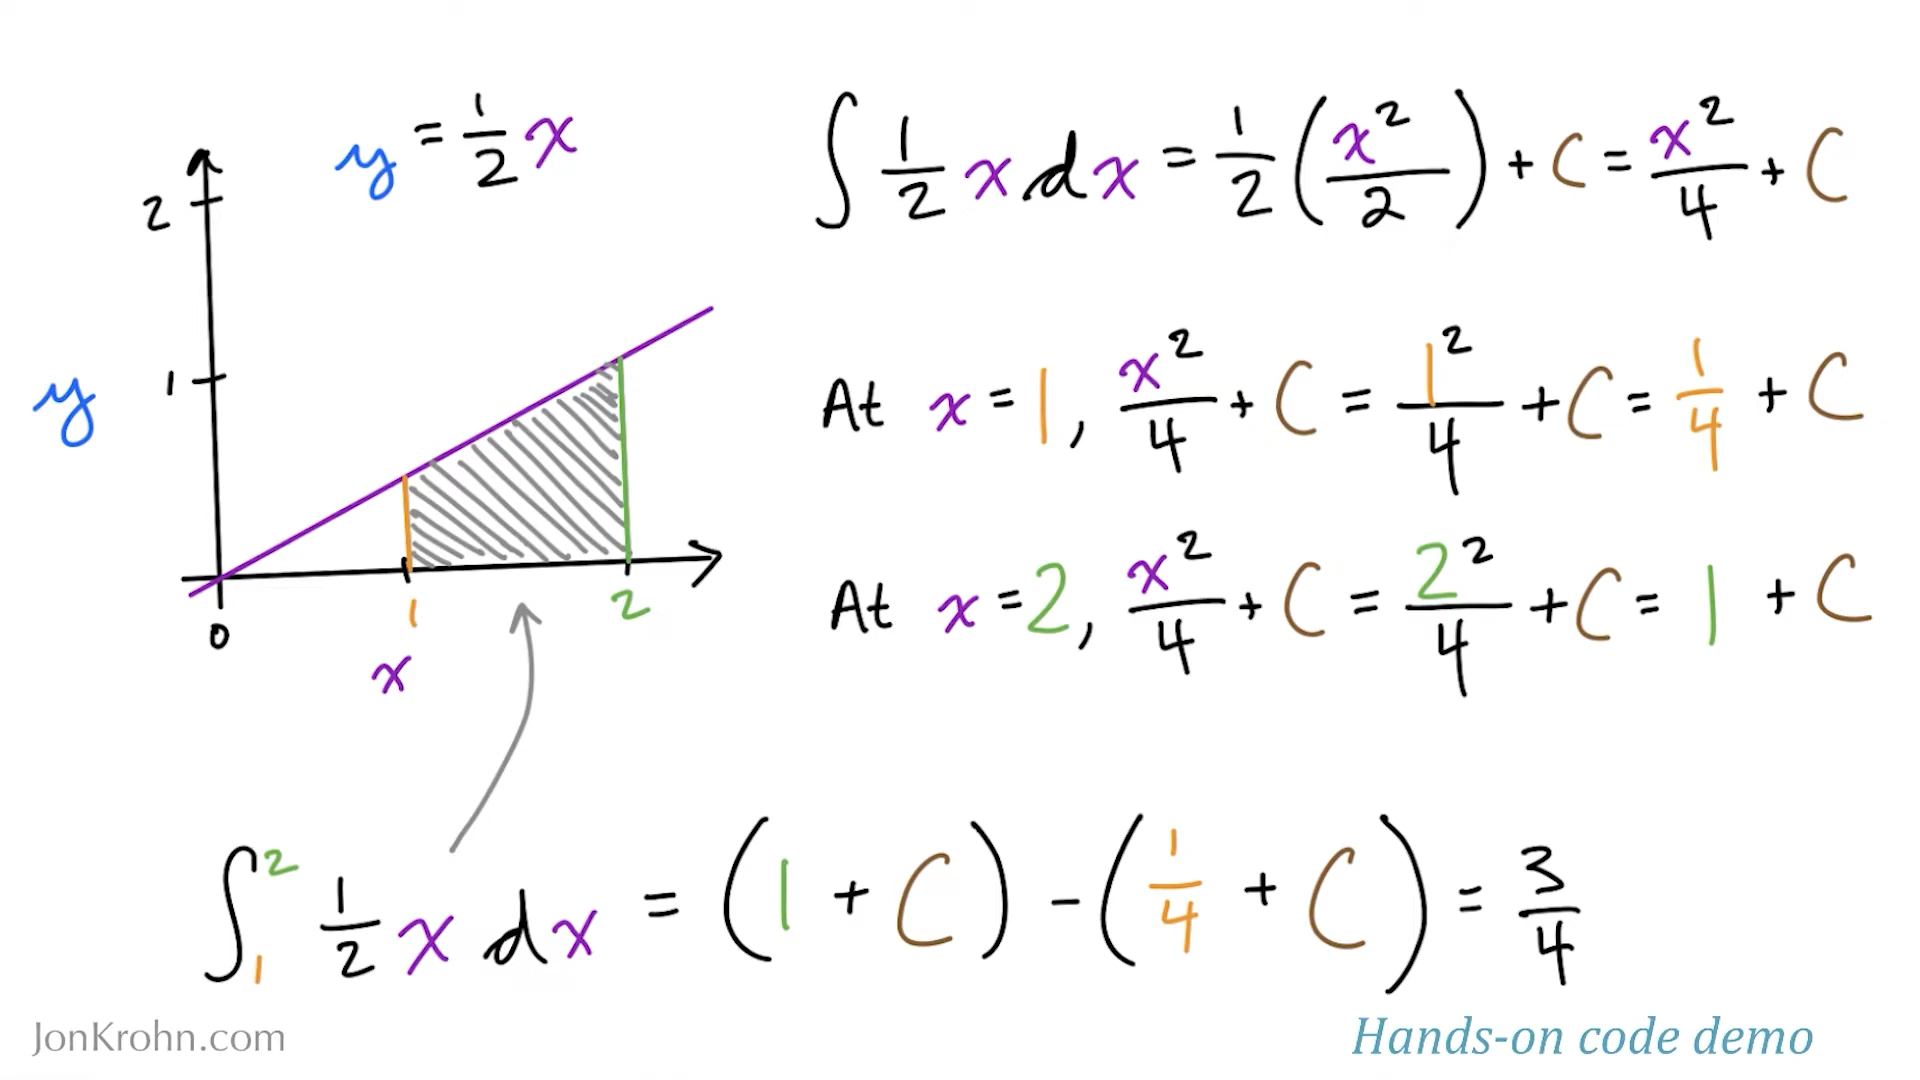 y = 1/2 x
2
1
y
0
1
2
x
∫ 1/2 x dx = 1/2 (x²/2) + C = x²/4 + C
At x = 1, x²/4 + C = 1²/4 + C = 1/4 + C
At x = 2, x²/4 + C = 2²/4 + C = 1 + C
∫₁² 1/2 x dx = (1 + C) - (1/4 + C) = 3/4
JonKrohn.com
Hands-on code demo